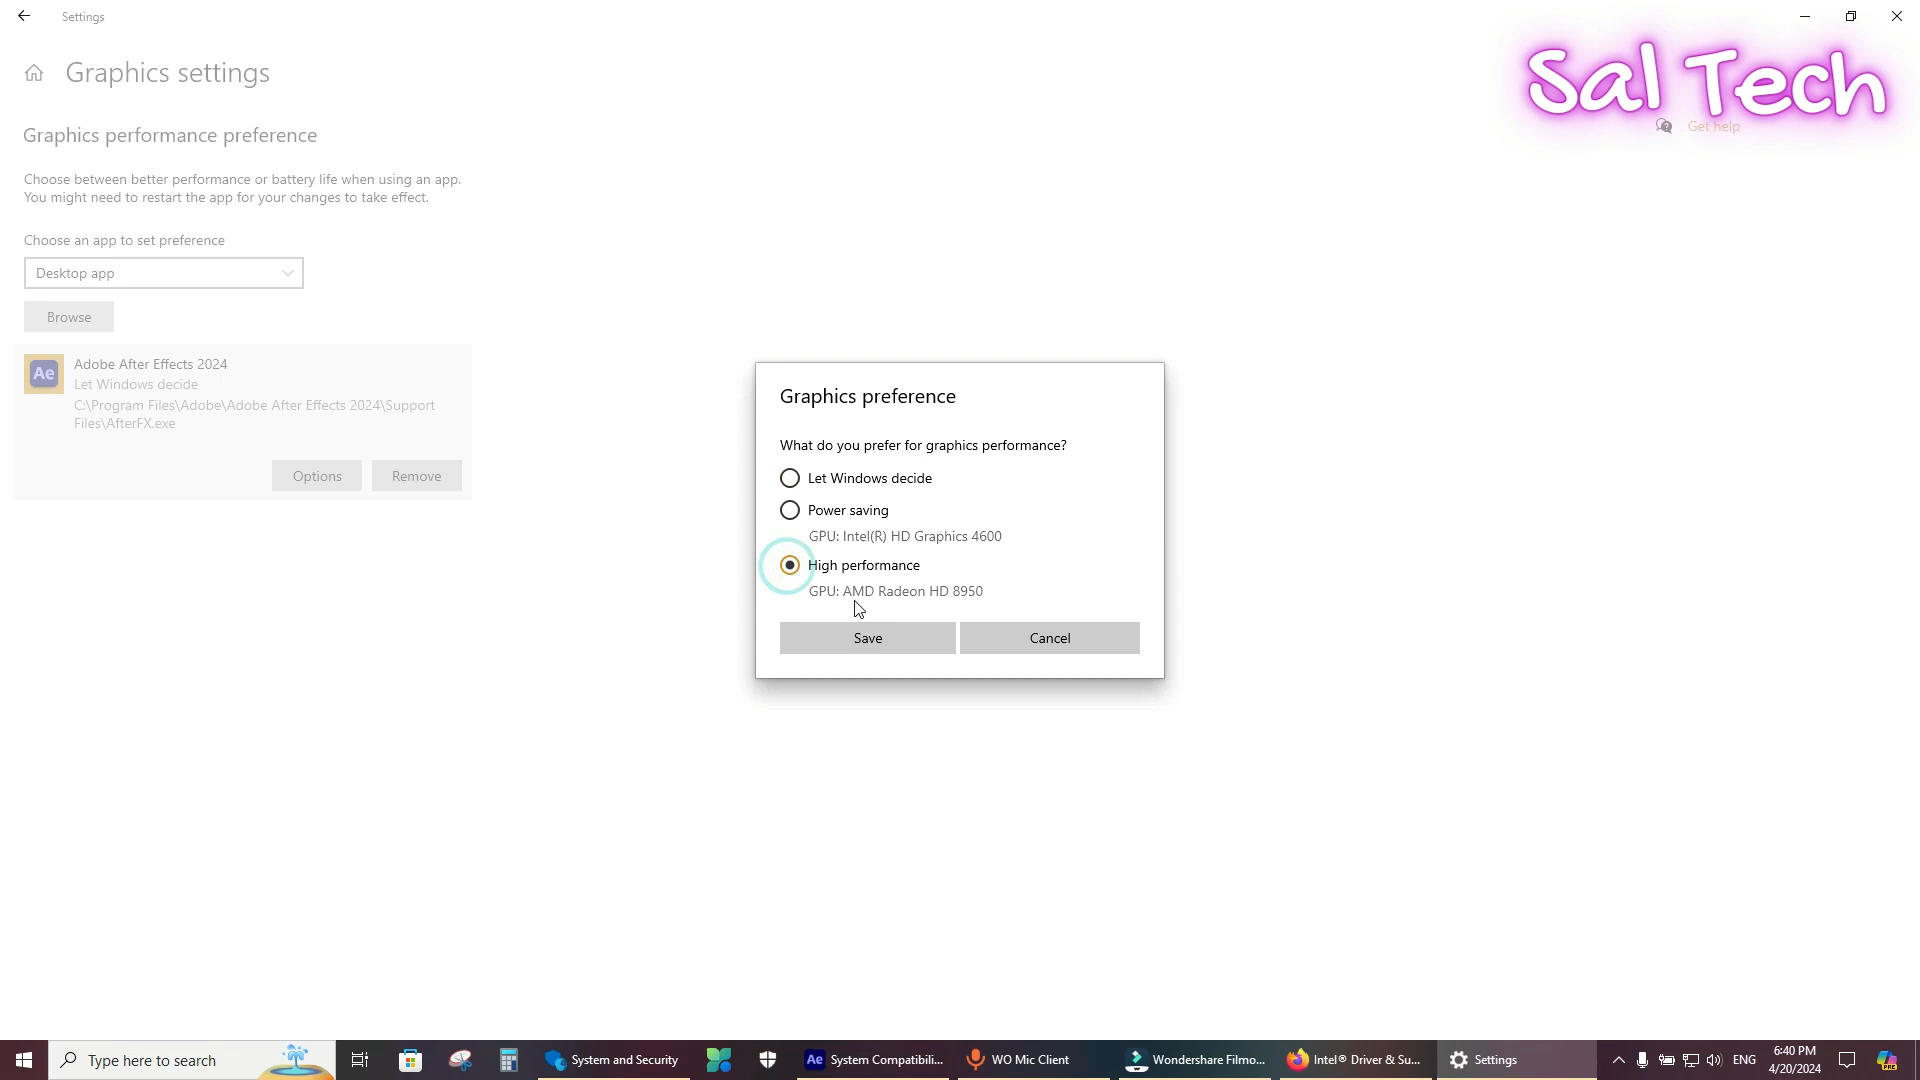 Settings
Graphics settings
Sal Tech
Get help
Graphics performance preference
Choose between better performance or battery life when using an app.
You might need to restart the app for your changes to take effect.
Choose an app to set preference
Desktop app
Browse
Ae
Adobe After Effects 2024
Let Windows decide
C:\Program Files\Adobe\Adobe After Effects 2024\Support
Files\AfterFX.exe
Options
Remove
Graphics preference
What do you prefer for graphics performance?
Let Windows decide
Power saving
GPU: Intel(R) HD Graphics 4600
High performance
GPU: AMD Radeon HD 8950
Save
Cancel
Type here to search
System and Security
Ae
System Compatibili...
WO Mic Client
Wondershare Filmo...
Intel® Driver & Su...
Settings
ENG
6:40 PM
4/20/2024
PRE